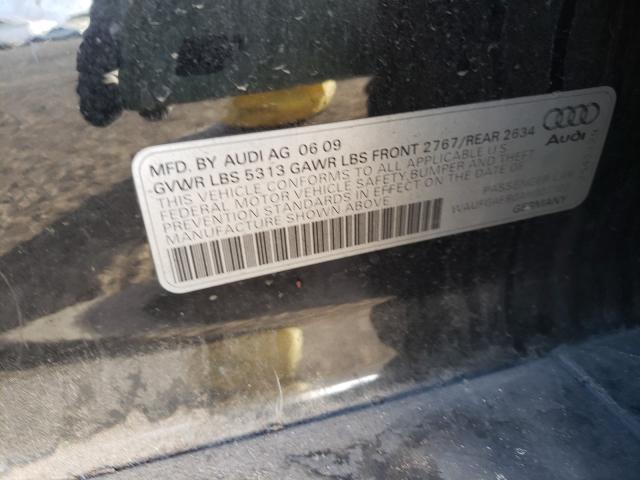 MFD. BY AUDI AG 06 09
GVWR LBS 5313 GAWR LBS FRONT 2767/REAR 2634
THIS VEHICLE CONFORMS TO ALL APPLICABLE U.S.
FEDERAL MOTOR VEHICLE SAFETY, BUMPER AND THEFT
PREVENTION STANDARDS IN EFFECT ON THE DATE OF
MANUFACTURE SHOWN ABOVE
Audi
PASSENGER CAR
GERMANY